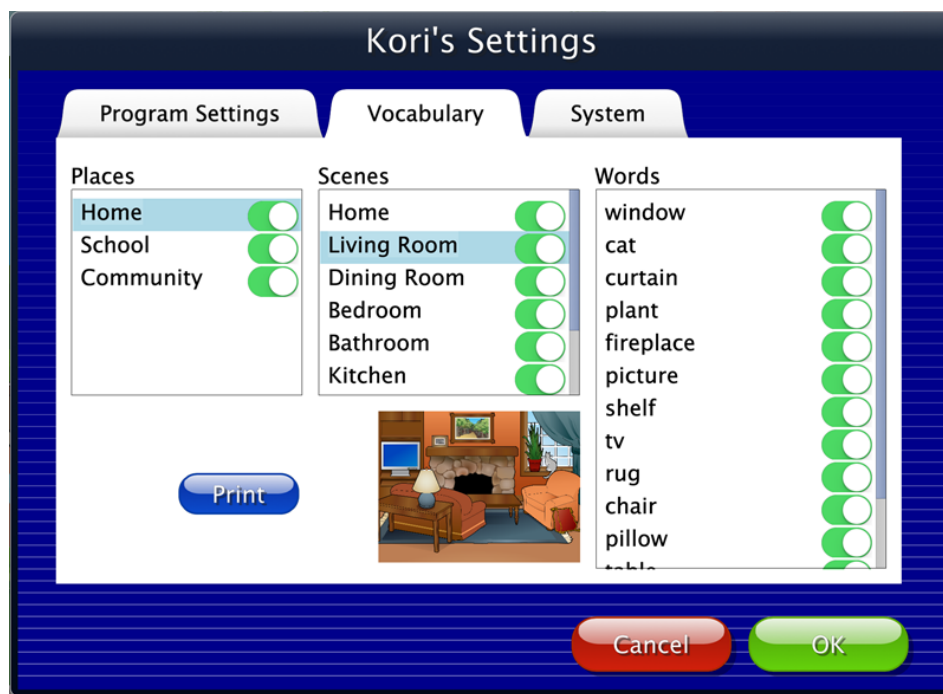 Kori's Settings
Program Settings
Vocabulary
System
Places
Home
School
Community
Scenes
Home
Living Room
Dining Room
Bedroom
Bathroom
Kitchen
Words
window
cat
curtain
plant
fireplace
picture
shelf
tv
rug
chair
pillow
table
Print
Cancel
OK